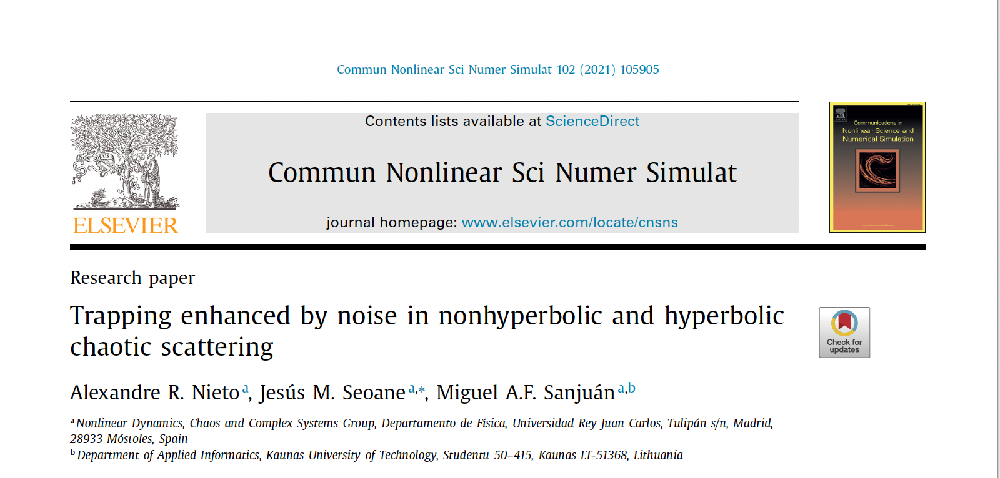 Commun Nonlinear Sci Numer Simulat 102 (2021) 105905
Contents lists available at ScienceDirect
Commun Nonlinear Sci Numer Simulat
journal homepage: www.elsevier.com/locate/cnsns
NON SOLUS
ELSEVIER
Communications in
Nonlinear Science and
Numerical Simulation
Research paper
Trapping enhanced by noise in nonhyperbolic and hyperbolic
chaotic scattering
Check for
updates
Alexandre R. Nieto a, Jesús M. Seoane a,*, Miguel A.F. Sanjuán a,b
a Nonlinear Dynamics, Chaos and Complex Systems Group, Departamento de Física, Universidad Rey Juan Carlos, Tulipán s/n, Madrid,
28933 Móstoles, Spain
b Department of Applied Informatics, Kaunas University of Technology, Studentu 50–415, Kaunas LT-51368, Lithuania